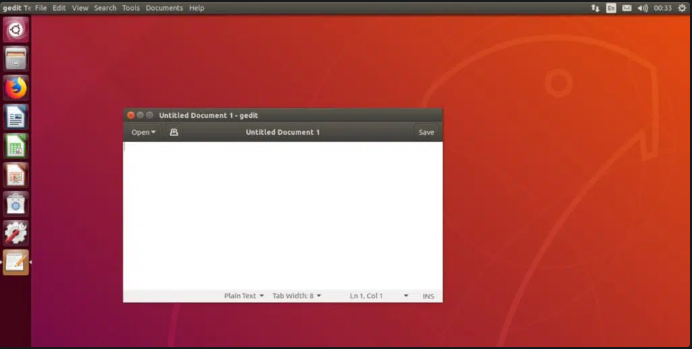 gedit Te File Edit View Search Tools Documents Help
En
00:33
Untitled Document 1 - gedit
Open
Untitled Document 1
Save
Plain Text
Tab Width: 8
Ln 1, Col 1
INS